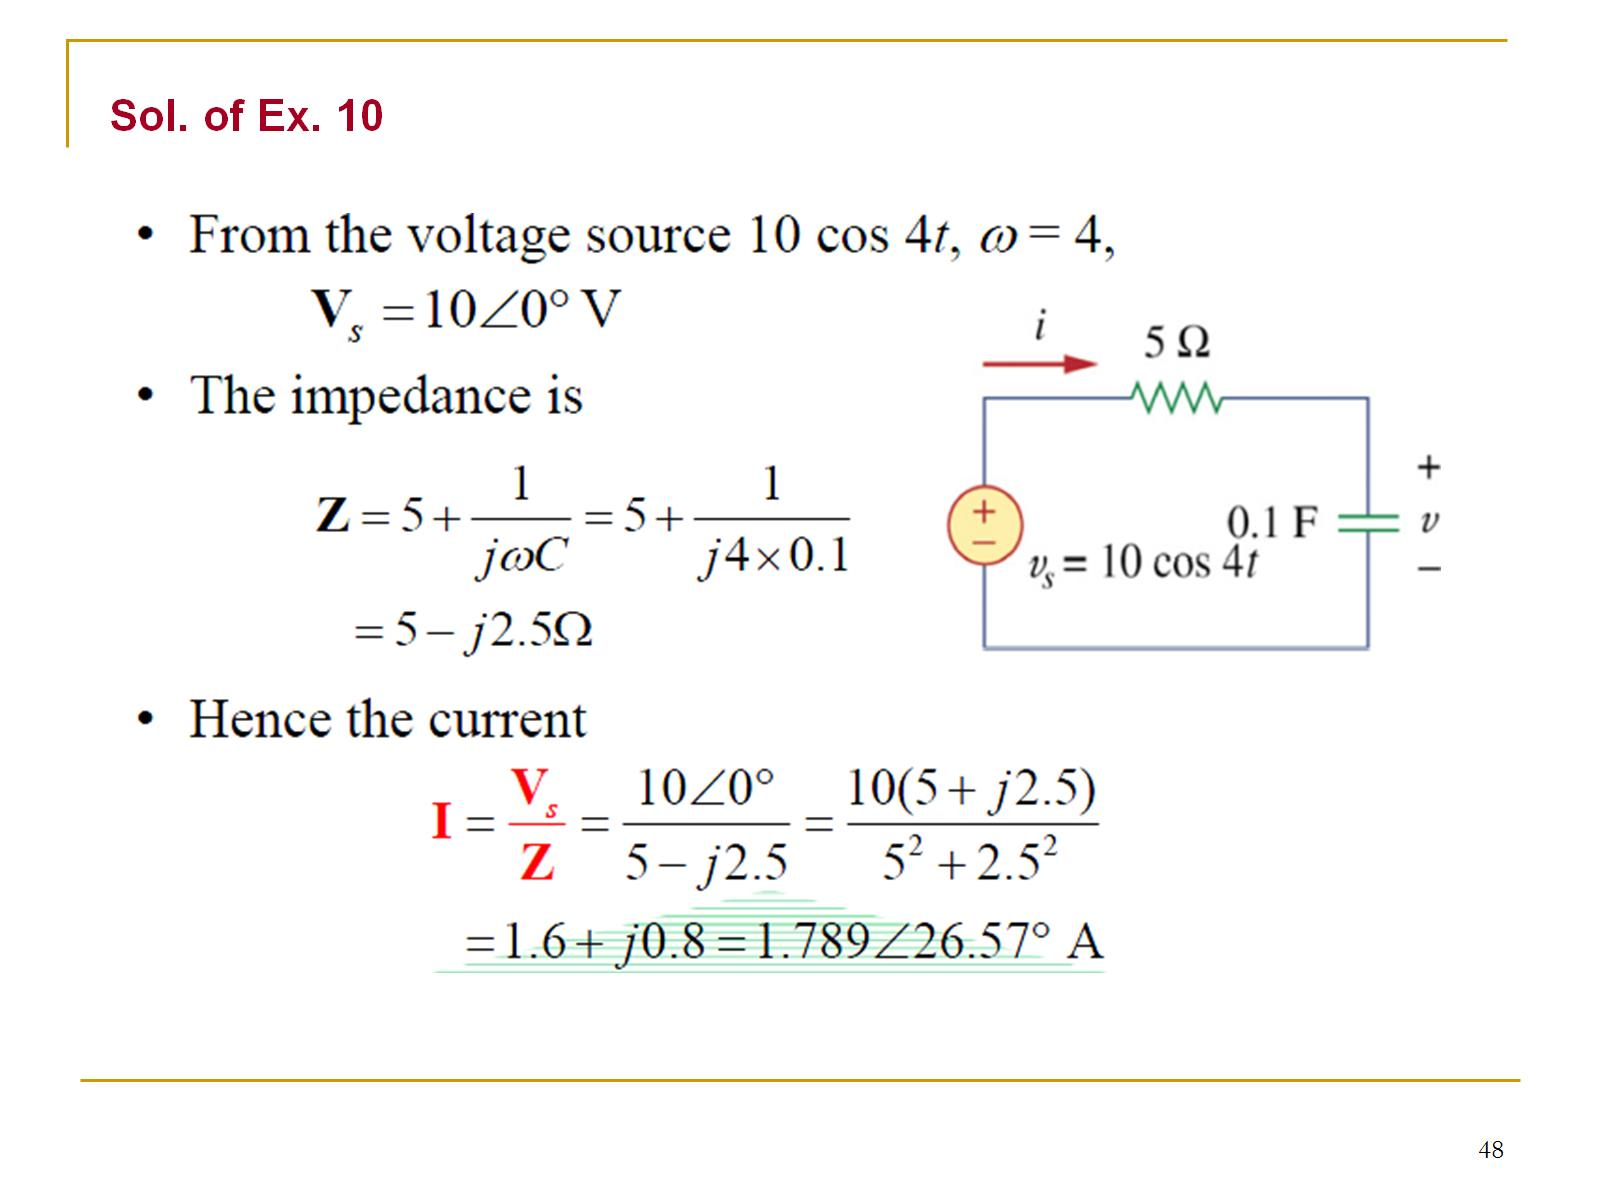 Sol. of Ex. 10
• From the voltage source 10 cos 4t, ω = 4,
V_s = 10∠0° V
• The impedance is
Z = 5 + 1/(jωC) = 5 + 1/(j4×0.1)
= 5 − j2.5Ω
i
5 Ω
+
−
v_s = 10 cos 4t
0.1 F
+
v
−
• Hence the current
I = V_s/Z = 10∠0°/(5 − j2.5) = 10(5 + j2.5)/(5² + 2.5²)
= 1.6 + j0.8 = 1.789∠26.57° A
48